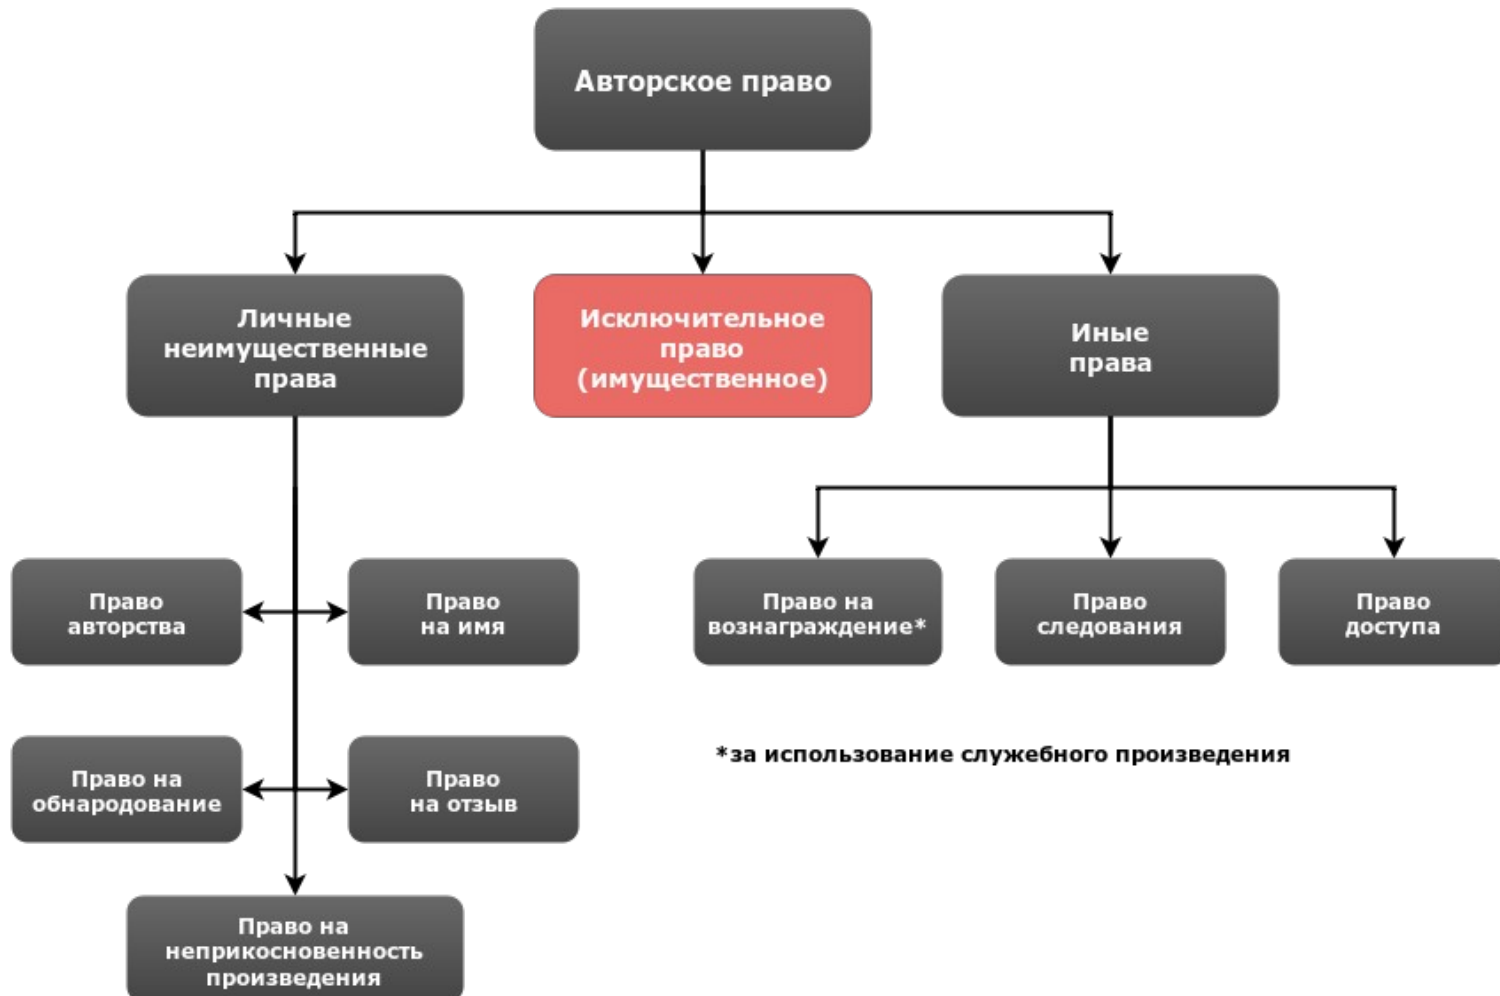 Авторское право
Личные
неимущественные
права
Исключительное
право
(имущественное)
Иные
права
Право
авторства
Право
на имя
Право на
вознаграждение*
Право
следования
Право
доступа
Право на
обнародование
Право
на отзыв
*за использование служебного произведения
Право на
неприкосновенность
произведения